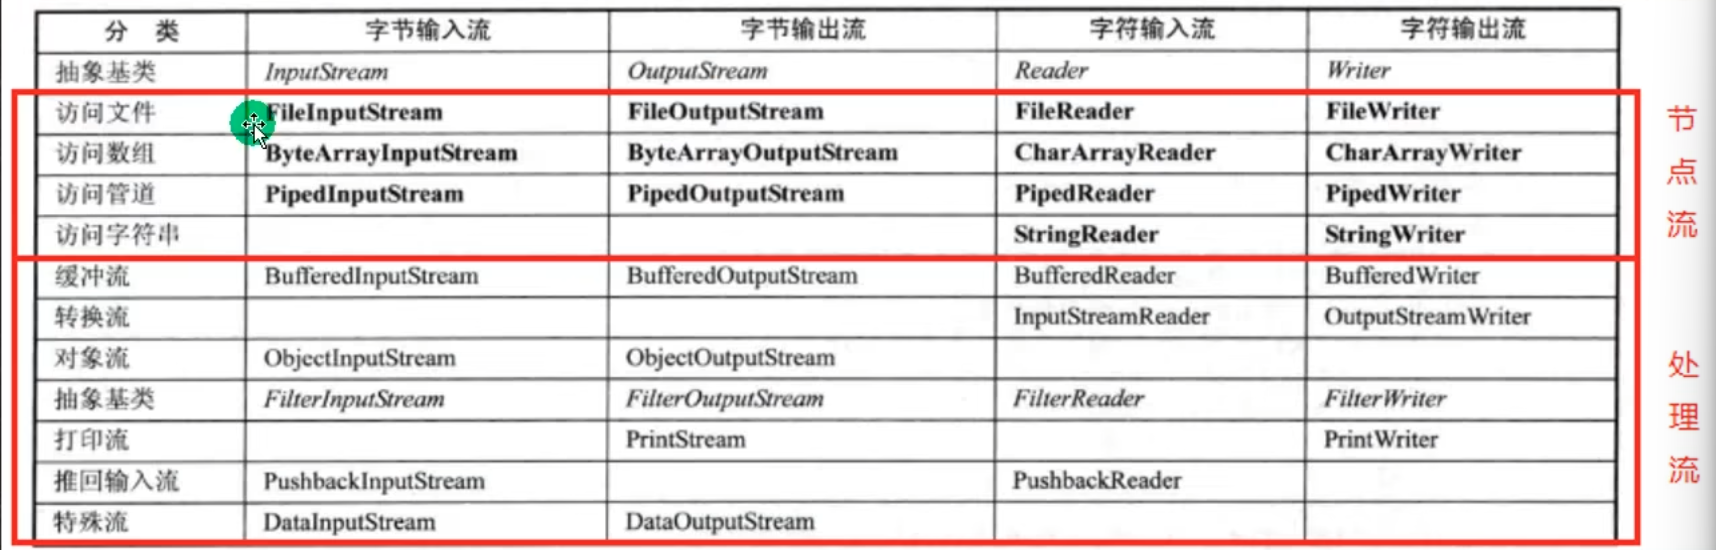 分 类 字节输入流 字节输出流 字符输入流 字符输出流
抽象基类 InputStream OutputStream Reader Writer
访问文件 FileInputStream FileOutputStream FileReader FileWriter
访问数组 ByteArrayInputStream ByteArrayOutputStream CharArrayReader CharArrayWriter
访问管道 PipedInputStream PipedOutputStream PipedReader PipedWriter
访问字符串 StringReader StringWriter
缓冲流 BufferedInputStream BufferedOutputStream BufferedReader BufferedWriter
转换流 InputStreamReader OutputStreamWriter
对象流 ObjectInputStream ObjectOutputStream
抽象基类 FilterInputStream FilterOutputStream FilterReader FilterWriter
打印流 PrintStream PrintWriter
推回输入流 PushbackInputStream PushbackReader
特殊流 DataInputStream DataOutputStream
节
点
流
处
理
流